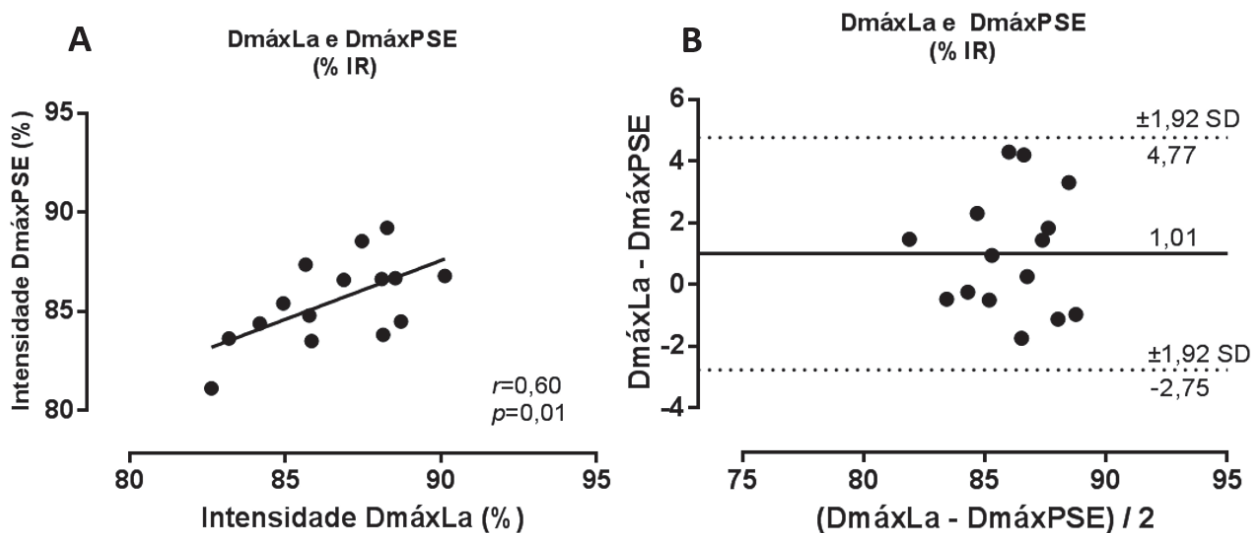 A
DmáxLa e DmáxPSE
(% IR)
Intensidade DmáxPSE (%)
95
90
85
80
r=0,60
p=0,01
80
85
90
95
Intensidade DmáxLa (%)
B
DmáxLa e DmáxPSE
(% IR)
DmáxLa - DmáxPSE
6
4
2
0
-2
-4
±1,92 SD
4,77
1,01
±1,92 SD
-2,75
75
80
85
90
95
(DmáxLa - DmáxPSE) / 2